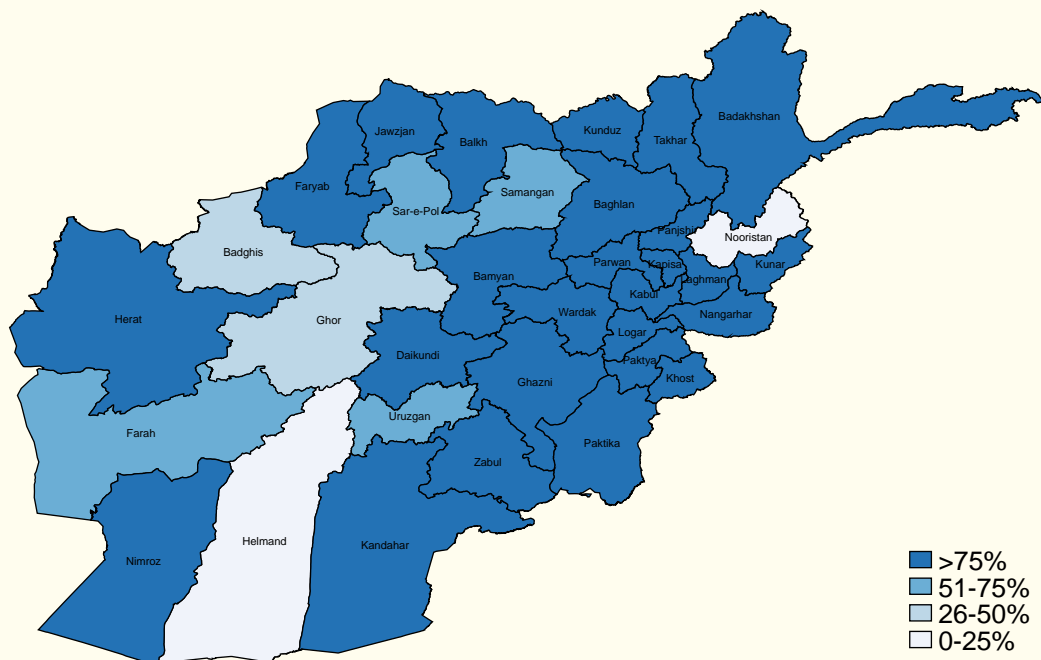 Badakhshan
Jawzjan
Kunduz
Takhar
Balkh
Faryab
Samangan
Baghlan
Sar-e-Pol
Panjshi
Nooristan
Badghis
Parwan
Kapisa
Kunar
Bamyan
Laghman
Kabul
Wardak
Nangarhar
Herat
Ghor
Logar
Daikundi
Paktya
Khost
Ghazni
Uruzgan
Farah
Paktika
Zabul
Helmand
Kandahar
Nimroz
>75%
51-75%
26-50%
0-25%